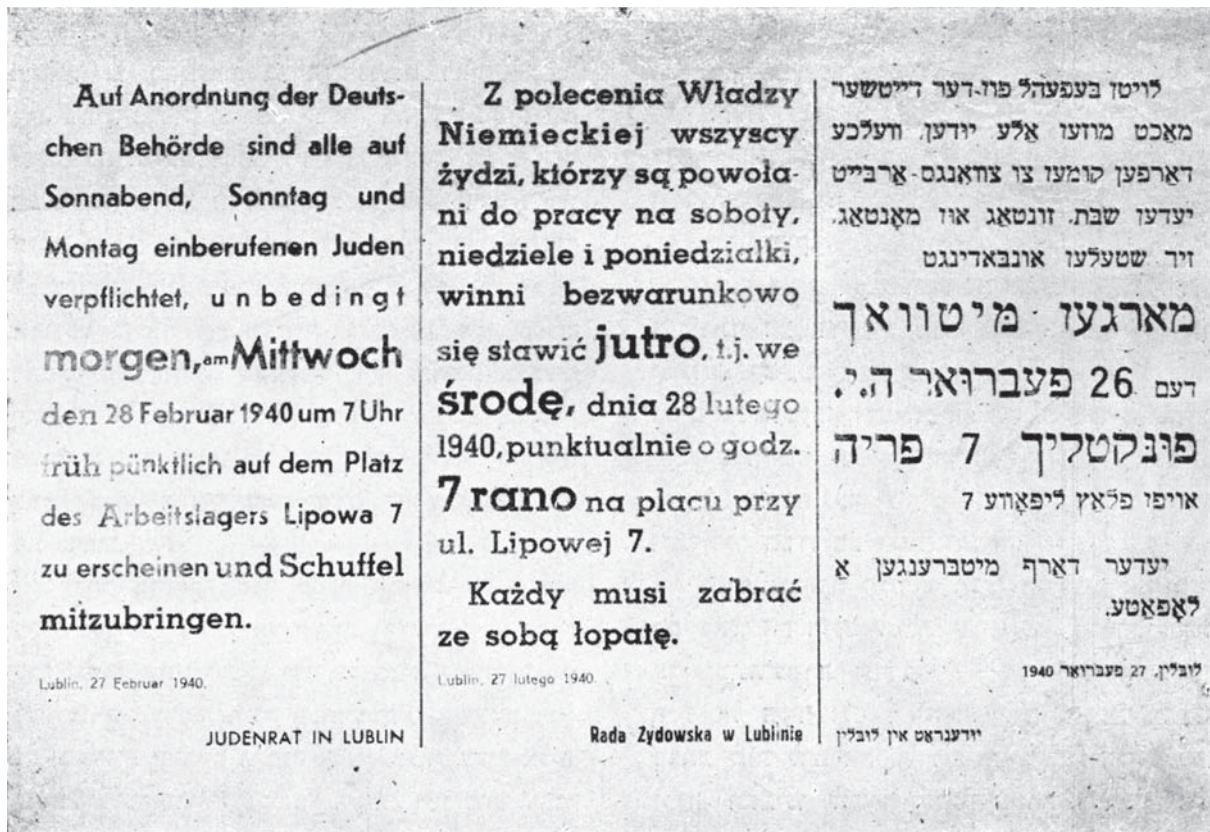 Auf Anordnung der Deuts-
chen Behörde sind alle auf
Sonnabend, Sonntag und
Montag einberufenen Juden
verpflichtet, unbedingt
morgen, am Mittwoch
den 28 Februar 1940 um 7 Uhr
früh pünktlich auf dem Platz
des Arbeitslagers Lipowa 7
zu erscheinen und Schuffel
mitzubringen.
Lublin, 27 Februar 1940.
JUDENRAT IN LUBLIN
Z polecenia Władzy
Niemieckiej wszyscy
żydzi, którzy są powoła-
ni do pracy na soboty,
niedziele i poniedziałki,
winni bezwarunkowo
się stawić jutro, t.j. we
środę, dnia 28 lutego
1940, punktualnie o godz.
7 rano na placu przy
ul. Lipowej 7.
Każdy musi zabrać
ze sobą łopatę.
Lublin, 27 lutego 1940.
Rada Żydowska w Lublinie
לויטן בעפעהל פון דער דייטשער
מאכט מוזען אלע יודען, וועלכע
דארפען קומען צו צוואנגס-ארבייט
יעדען שבת, זונטאג און מאנטאג,
זיך שטעלען אונבאדינגט
מארגען מיטוואך
דעם 26 פעברואר ה.י.
פונקטליך 7 פריה
אויפן פלאץ ליפאווע 7
יעדער דארף מיטברענגען א
לאפאטע.
לובלין, 27 פעברואר 1940
יודענראט אין לובלין